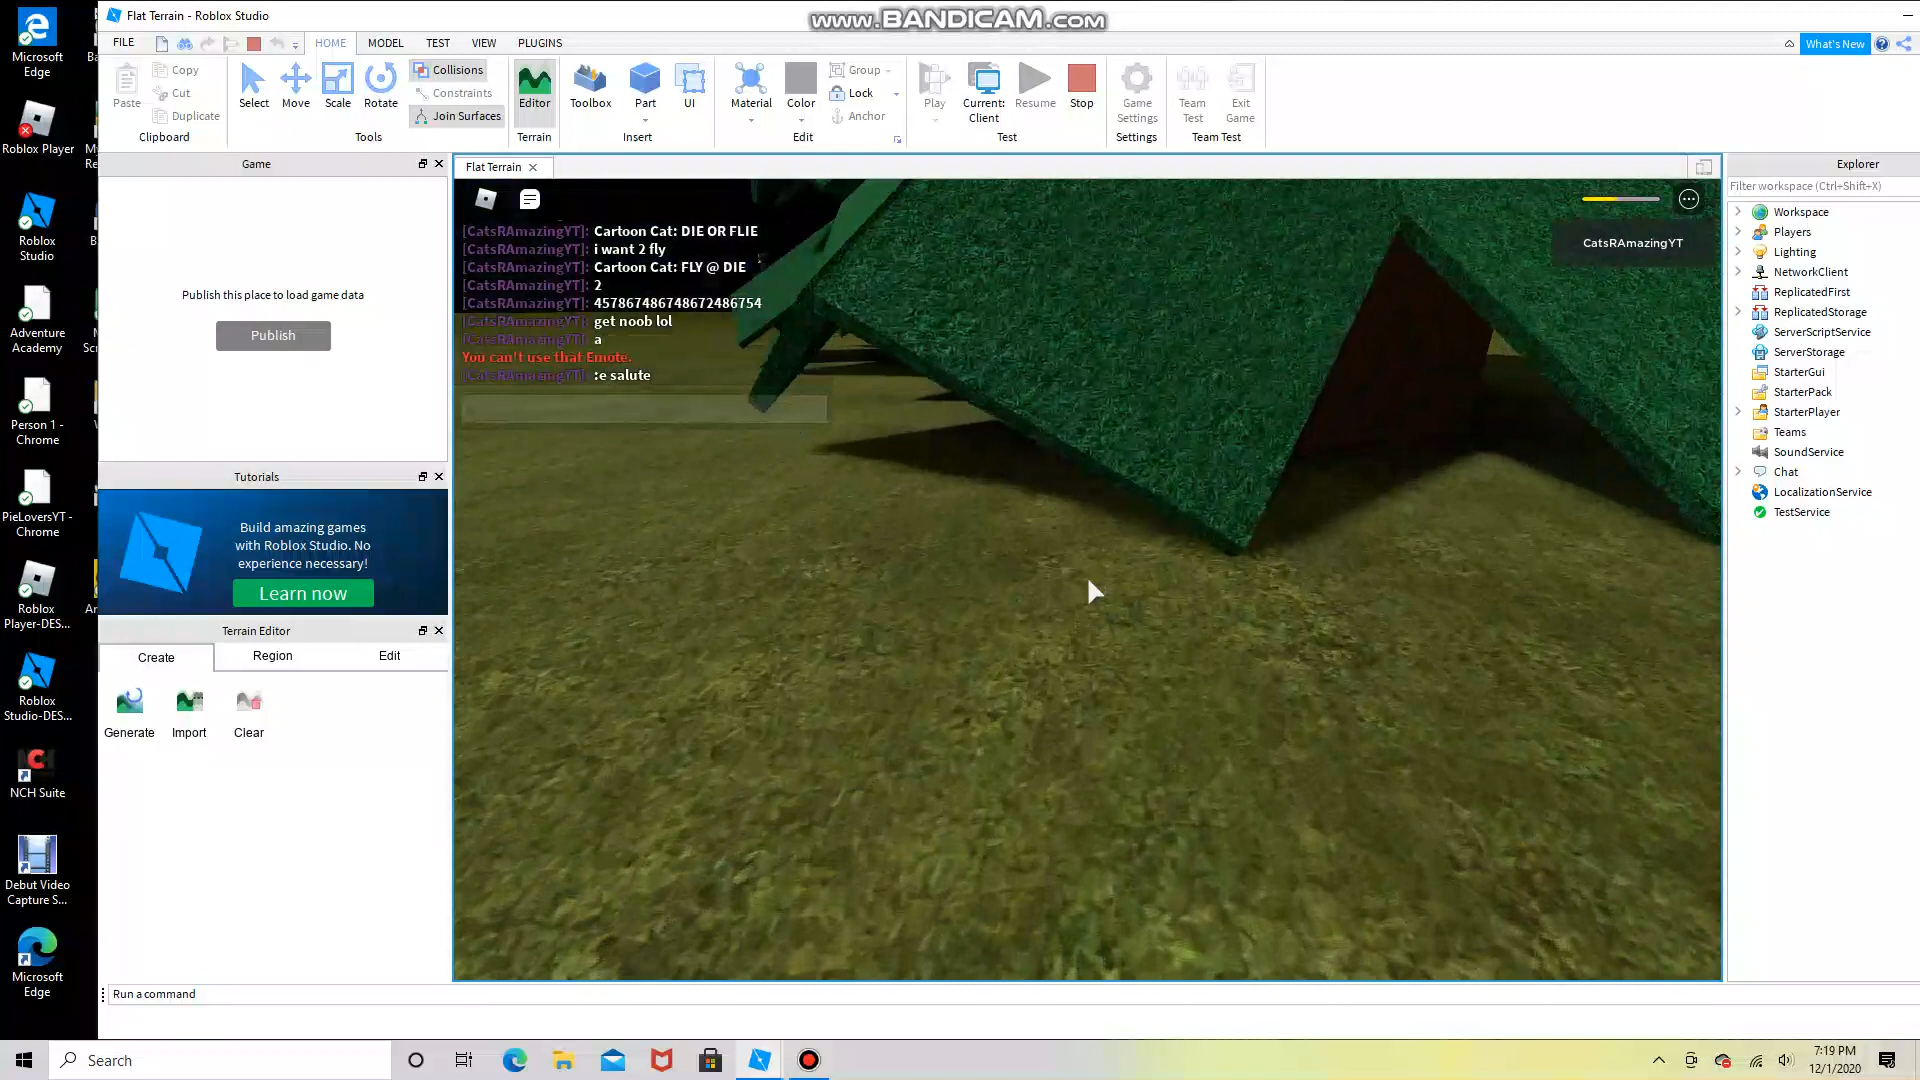 Flat Terrain - Roblox Studio
www.BANDICAM.com
FILE
HOME
MODEL
TEST
VIEW
PLUGINS
What's New
Paste
Copy
Cut
Duplicate
Clipboard
Select
Move
Scale
Rotate
Collisions
Constraints
Join Surfaces
Tools
Editor
Terrain
Toolbox
Part
UI
Insert
Material
Color
Group
Lock
Anchor
Edit
Play
Current:
Client
Resume
Stop
Test
Game
Settings
Settings
Team
Test
Exit
Game
Team Test
Game
Publish this place to load game data
Publish
Tutorials
Build amazing games
with Roblox Studio. No
experience necessary!
Learn now
Terrain Editor
Create
Region
Edit
Generate
Import
Clear
Flat Terrain
[CatsRAmazingYT]: Cartoon Cat: DIE OR FLIE
[CatsRAmazingYT]: i want 2 fly
[CatsRAmazingYT]: Cartoon Cat: FLY @ DIE
[CatsRAmazingYT]: 2
[CatsRAmazingYT]: 457867486748672486754
[CatsRAmazingYT]: get noob lol
[CatsRAmazingYT]: a
You can't use that Emote.
[CatsRAmazingYT]: :e salute
CatsRAmazingYT
Explorer
Filter workspace (Ctrl+Shift+X)
Workspace
Players
Lighting
NetworkClient
ReplicatedFirst
ReplicatedStorage
ServerScriptService
ServerStorage
StarterGui
StarterPack
StarterPlayer
Teams
SoundService
Chat
LocalizationService
TestService
Microsoft
Edge
Roblox Player
Roblox
Studio
Adventure
Academy
Person 1 -
Chrome
PieLoversYT -
Chrome
Roblox
Player-DES...
Roblox
Studio-DES...
NCH Suite
Debut Video
Capture S...
Microsoft
Edge
Run a command
Search
7:19 PM
12/1/2020